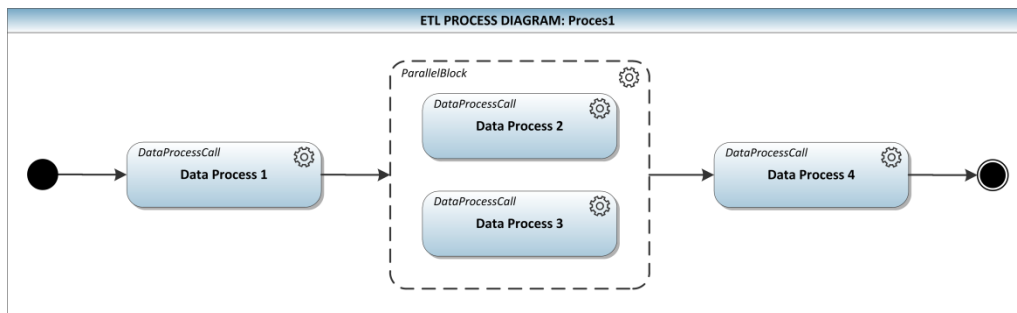 ETL PROCESS DIAGRAM: Proces1
ParallelBlock
DataProcessCall
Data Process 2
DataProcessCall
Data Process 1
DataProcessCall
Data Process 4
DataProcessCall
Data Process 3